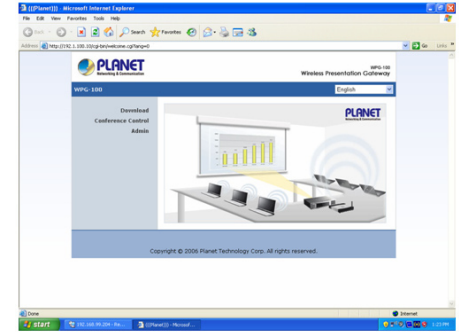 ((Planet)) - Microsoft Internet Explorer
File Edit View Favorites Tools Help
Back Search Favorites
Address http://192.1.100.10/cgi-bin/welcome.cgi?lang=0 Go Links
PLANET
Networking & Communication
WPG-100
Wireless Presentation Gateway
WPG-100 English
Download
Conference Control
Admin
PLANET
Networking & Communication
Copyright © 2006 Planet Technology Corp. All rights reserved.
Done Internet
start ((Planet)) - Microsof...